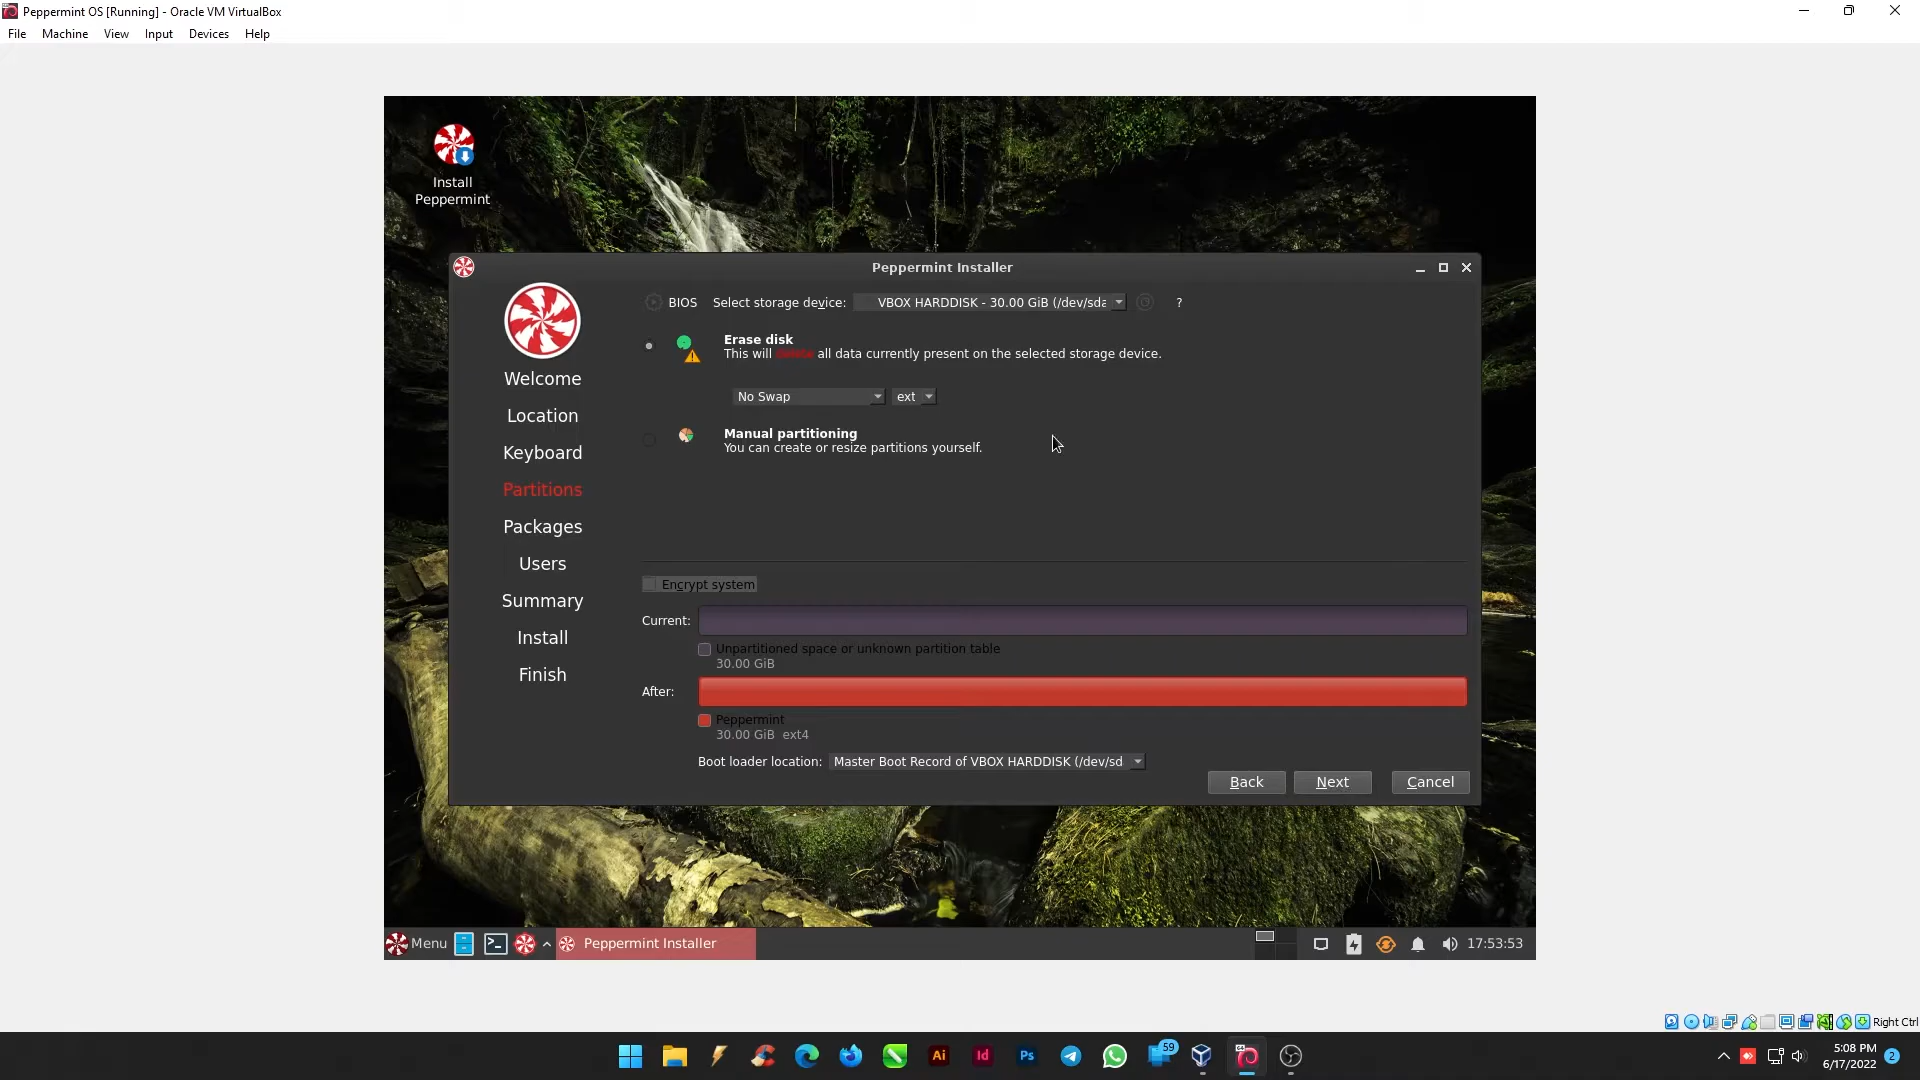 Peppermint OS [Running] - Oracle VM VirtualBox
File Machine View Input Devices Help
Install
Peppermint
Peppermint Installer
BIOS Select storage device: VBOX HARDDISK - 30.00 GiB (/dev/sda ?
Erase disk
This will delete all data currently present on the selected storage device.
No Swap ext
Manual partitioning
You can create or resize partitions yourself.
Welcome
Location
Keyboard
Partitions
Packages
Users
Summary
Install
Finish
Encrypt system
Current:
Unpartitioned space or unknown partition table
30.00 GiB
After:
Peppermint
30.00 GiB ext4
Boot loader location: Master Boot Record of VBOX HARDDISK (/dev/sd
Back Next Cancel
Menu Peppermint Installer 17:53:53
Right Ctrl
Ai Id Ps 59 64
5:08 PM
6/17/2022 2